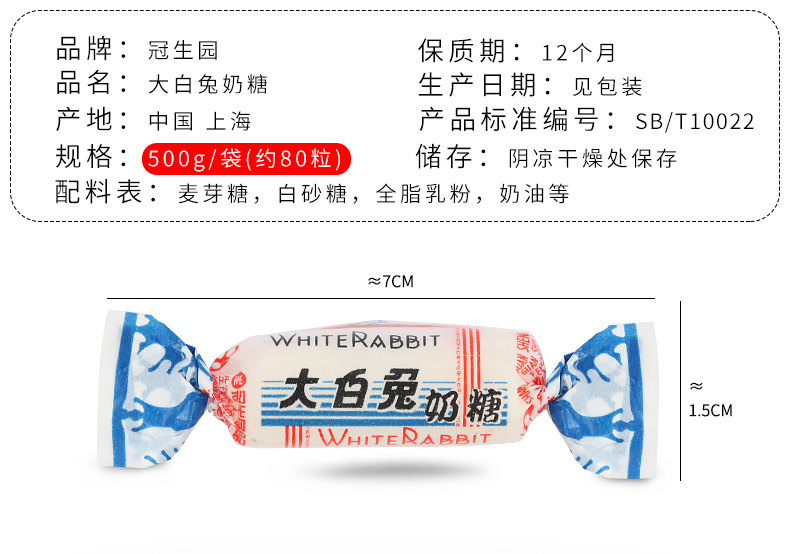 品牌： 冠生园
品名： 大白兔奶糖
产地： 中国 上海
规格： 500g/袋(约80粒)
保质期： 12个月
生产日期： 见包装
产品标准编号： SB/T10022
储存： 阴凉干燥处保存
配料表： 麦芽糖，白砂糖，全脂乳粉，奶油等
≈7CM
WHITERABBIT
大白兔奶糖
WHITERABBIT
≈
1.5CM